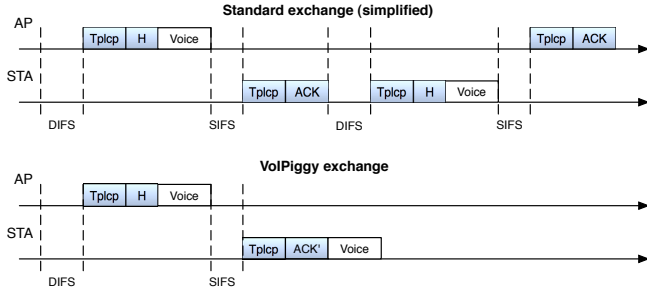 Standard exchange (simplified)
AP
Tplcp H Voice
Tplcp ACK
STA
Tplcp ACK
Tplcp H Voice
DIFS SIFS DIFS SIFS
VoIPiggy exchange
AP
Tplcp H Voice
STA
Tplcp ACK' Voice
DIFS SIFS